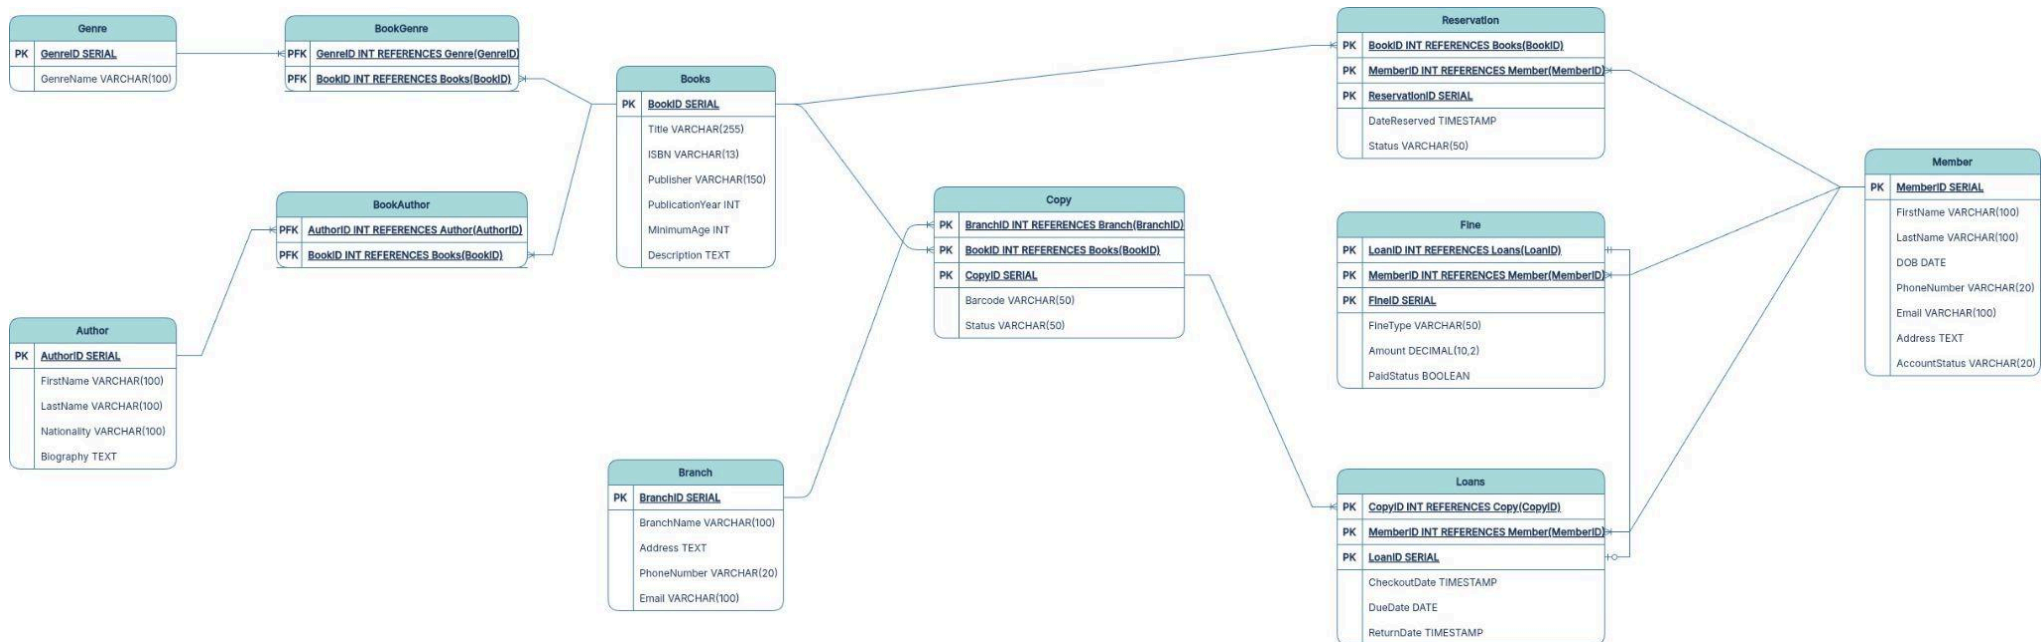 Genre
PK GenreID SERIAL
GenreName VARCHAR(100)
BookGenre
PFK GenreID INT REFERENCES Genre(GenreID)
PFK BookID INT REFERENCES Books(BookID)
Books
PK BookID SERIAL
Title VARCHAR(255)
ISBN VARCHAR(13)
Publisher VARCHAR(150)
PublicationYear INT
MinimumAge INT
Description TEXT
BookAuthor
PFK AuthorID INT REFERENCES Author(AuthorID)
PFK BookID INT REFERENCES Books(BookID)
Author
PK AuthorID SERIAL
FirstName VARCHAR(100)
LastName VARCHAR(100)
Nationality VARCHAR(100)
Biography TEXT
Branch
PK BranchID SERIAL
BranchName VARCHAR(100)
Address TEXT
PhoneNumber VARCHAR(20)
Email VARCHAR(100)
Copy
PK BranchID INT REFERENCES Branch(BranchID)
PK BookID INT REFERENCES Books(BookID)
PK CopyID SERIAL
Barcode VARCHAR(50)
Status VARCHAR(50)
Reservation
PK BookID INT REFERENCES Books(BookID)
PK MemberID INT REFERENCES Member(MemberID)
PK ReservationID SERIAL
DateReserved TIMESTAMP
Status VARCHAR(50)
Fine
PK LoanID INT REFERENCES Loans(LoanID)
PK MemberID INT REFERENCES Member(MemberID)
PK FineID SERIAL
FineType VARCHAR(50)
Amount DECIMAL(10,2)
PaidStatus BOOLEAN
Loans
PK CopyID INT REFERENCES Copy(CopyID)
PK MemberID INT REFERENCES Member(MemberID)
PK LoanID SERIAL
CheckoutDate TIMESTAMP
DueDate DATE
ReturnDate TIMESTAMP
Member
PK MemberID SERIAL
FirstName VARCHAR(100)
LastName VARCHAR(100)
DOB DATE
PhoneNumber VARCHAR(20)
Email VARCHAR(100)
Address TEXT
AccountStatus VARCHAR(20)